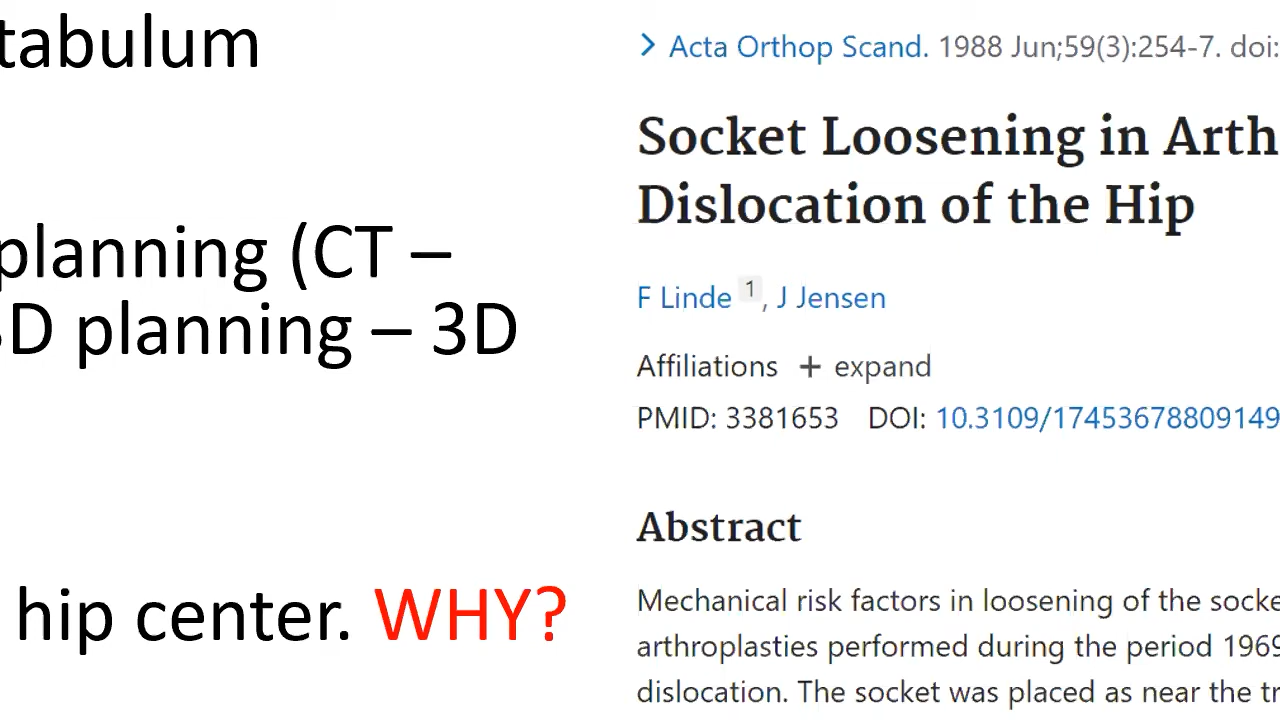 tabulum
planning (CT –
3D planning – 3D
hip center. WHY?
Acta Orthop Scand. 1988 Jun;59(3):254-7. doi:
Socket Loosening in Arth
Dislocation of the Hip
F Linde 1, J Jensen
Affiliations + expand
PMID: 3381653 DOI: 10.3109/17453678809149
Abstract
Mechanical risk factors in loosening of the socke
arthroplasties performed during the period 1969
dislocation. The socket was placed as near the tr